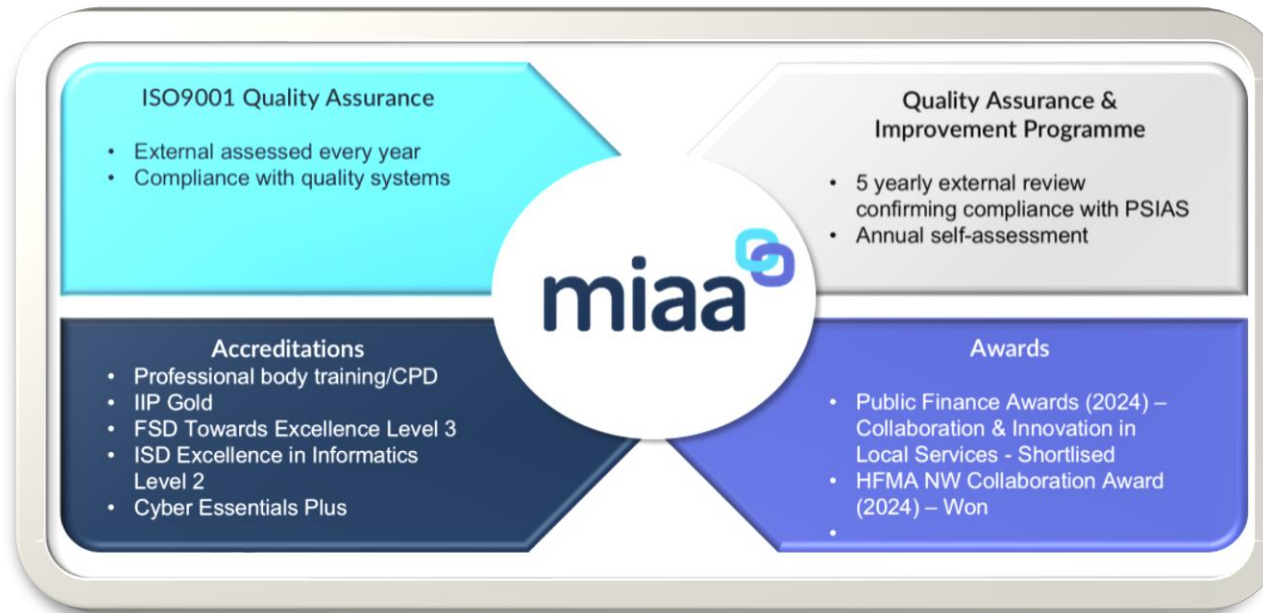 ISO9001 Quality Assurance
• External assessed every year
• Compliance with quality systems
Quality Assurance &
Improvement Programme
• 5 yearly external review
confirming compliance with PSIAS
• Annual self-assessment
miaa
Accreditations
• Professional body training/CPD
• IIP Gold
• FSD Towards Excellence Level 3
• ISD Excellence in Informatics
Level 2
• Cyber Essentials Plus
Awards
• Public Finance Awards (2024) –
Collaboration & Innovation in
Local Services - Shortlised
• HFMA NW Collaboration Award
(2024) – Won
•